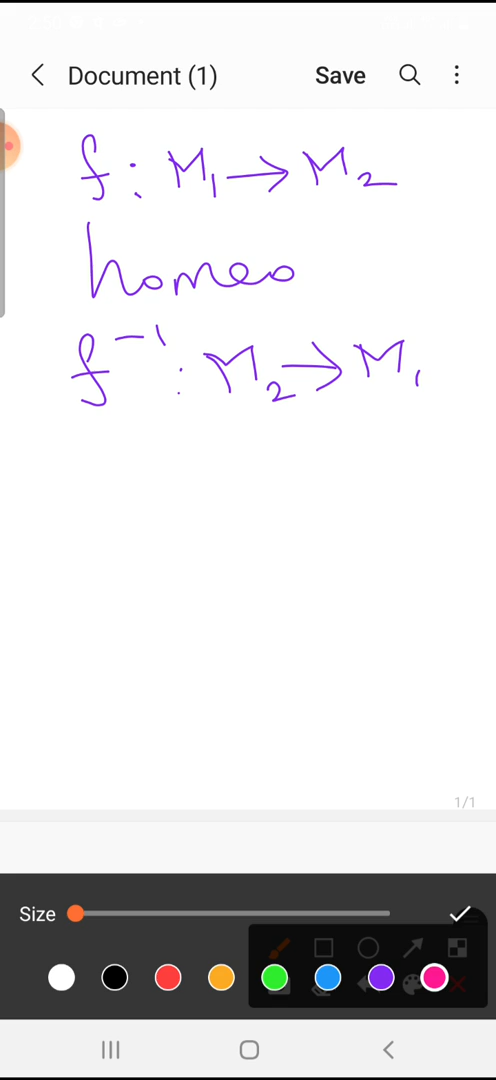 Document (1) Save
f : M₁ → M₂
homeo
f⁻¹ : M₂ → M₁
1/1
Size